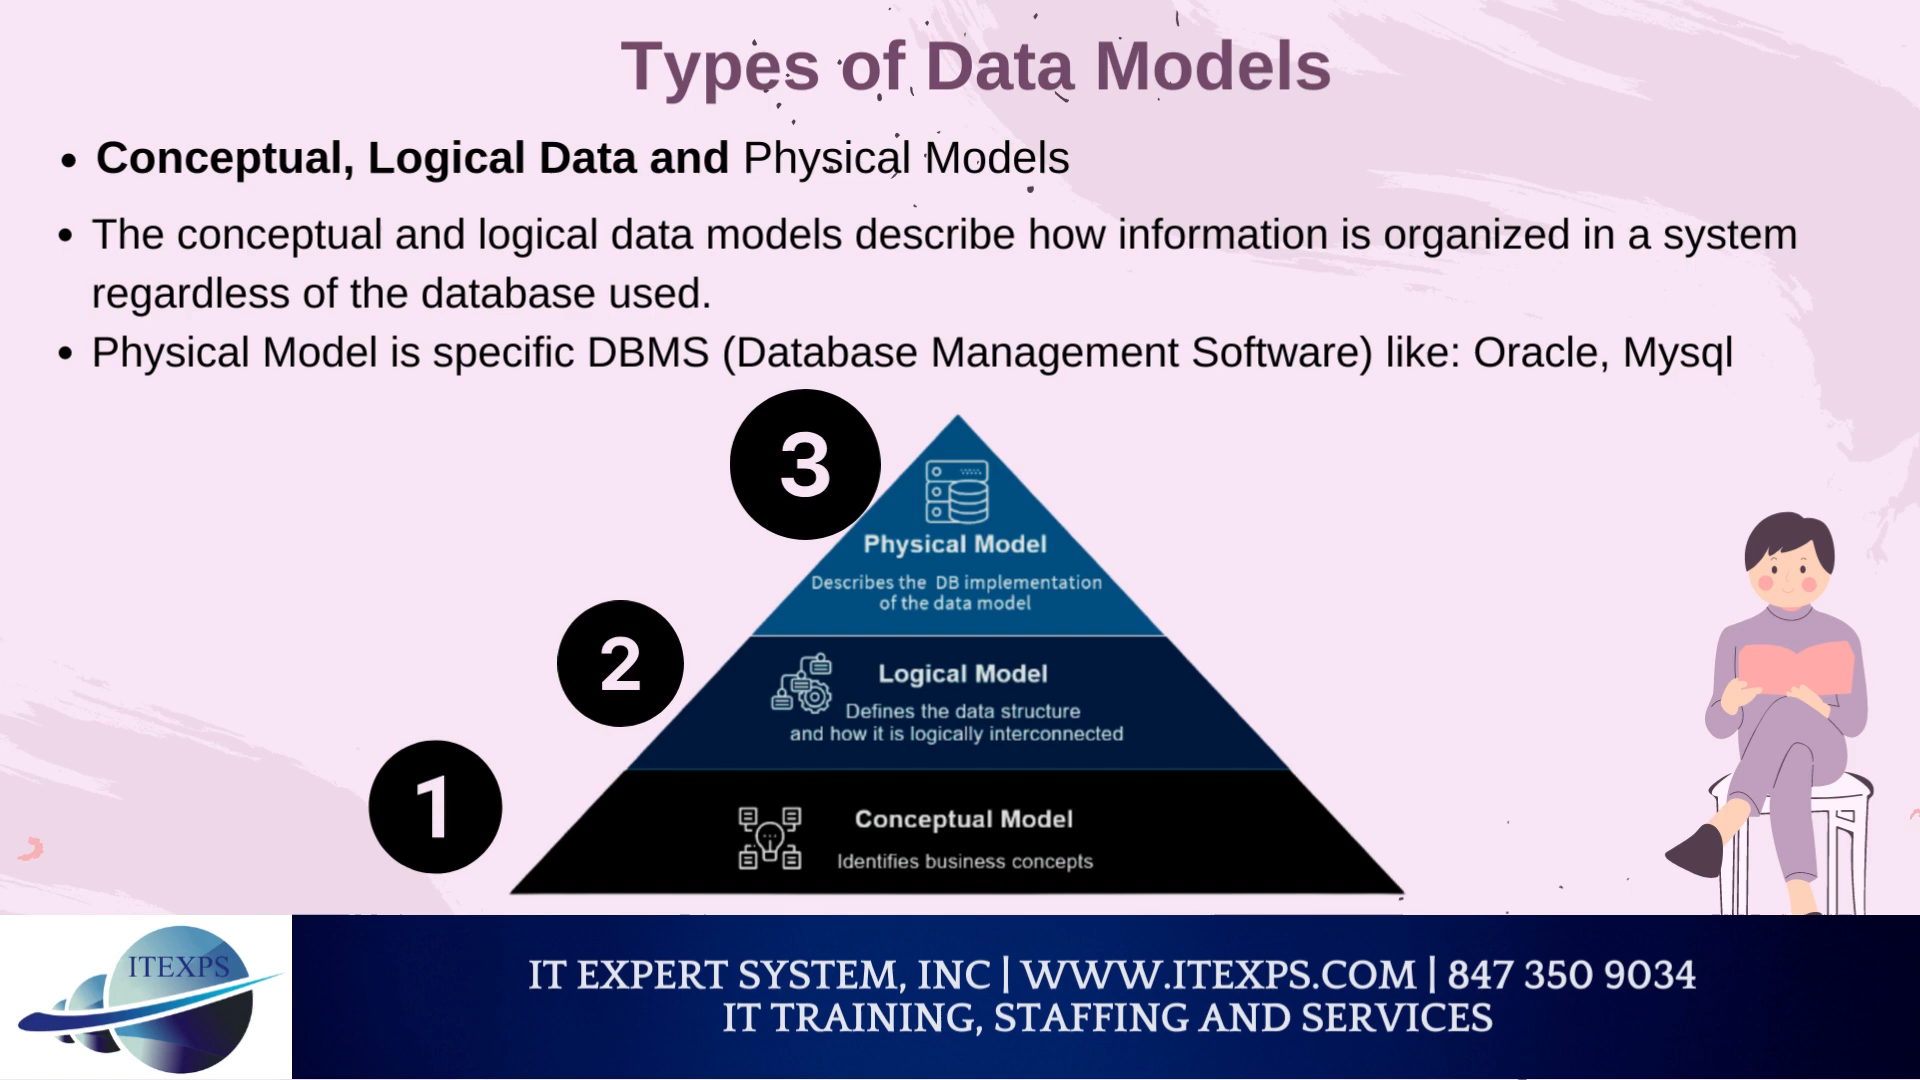 Types of Data Models
• Conceptual, Logical Data and Physical Models
• The conceptual and logical data models describe how information is organized in a system
regardless of the database used.
• Physical Model is specific DBMS (Database Management Software) like: Oracle, Mysql
3
Physical Model
Describes the DB implementation
of the data model
2
Logical Model
Defines the data structure
and how it is logically interconnected
1
Conceptual Model
Identifies business concepts
ITEXPS
IT EXPERT SYSTEM, INC | WWW.ITEXPS.COM | 847 350 9034
IT TRAINING, STAFFING AND SERVICES